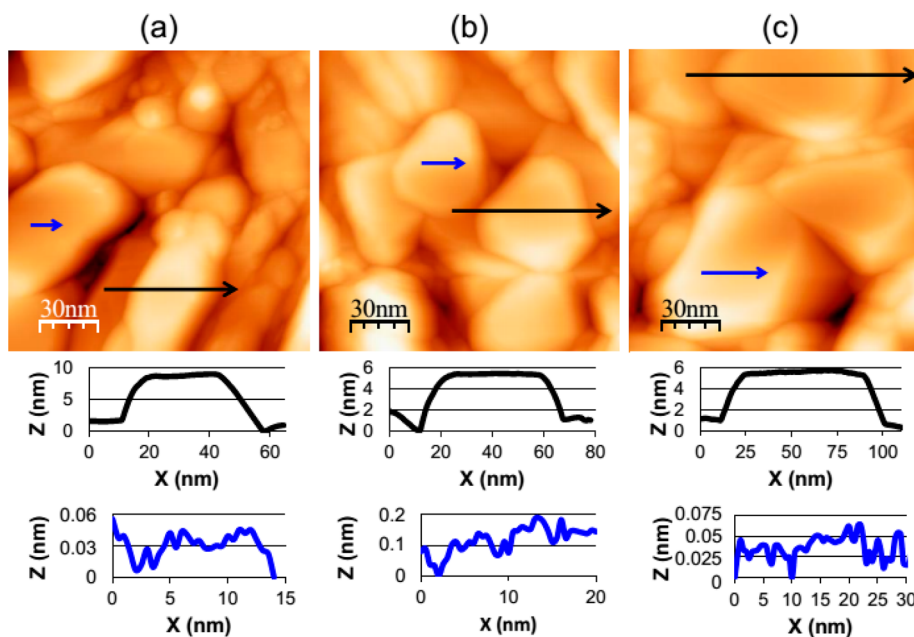 (a) (b) (c)
30nm 30nm 30nm
Z (nm) 10 5 0
0 20 40 60
X (nm)
Z (nm) 6 4 2 0
0 20 40 60 80
X (nm)
Z (nm) 6 4 2 0
0 25 50 75 100
X (nm)
Z (nm) 0.06 0.03 0
0 5 10 15
X (nm)
Z (nm) 0.2 0.1 0
0 10 20
X (nm)
Z (nm) 0.075 0.05 0.025 0
0 5 10 15 20 25 30
X (nm)